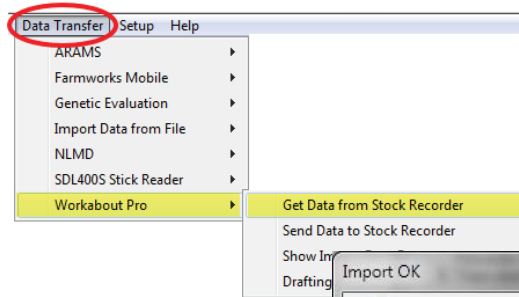 Data Transfer Setup Help
ARAMS
Farmworks Mobile
Genetic Evaluation
Import Data from File
NLMD
SDL400S Stick Reader
Workabout Pro
Get Data from Stock Recorder
Send Data to Stock Recorder
Show
Drafting
Import OK